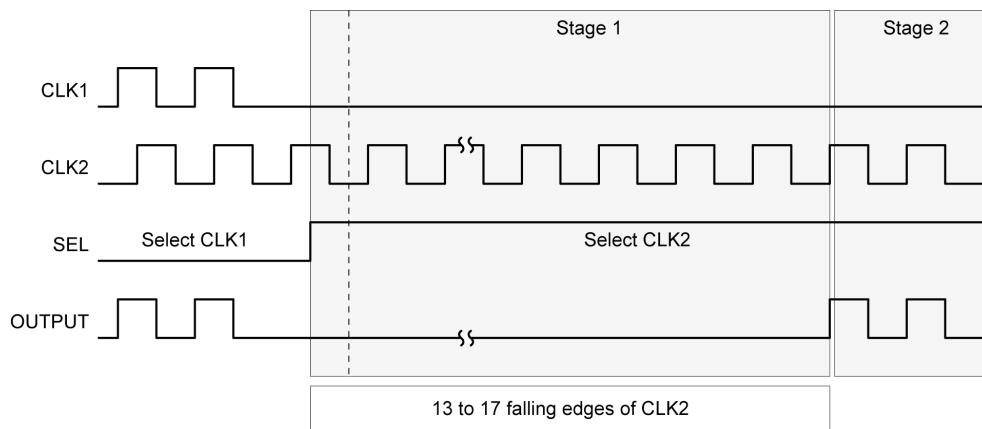 Stage 1
Stage 2
CLK1
CLK2
SEL
Select CLK1
Select CLK2
OUTPUT
13 to 17 falling edges of CLK2